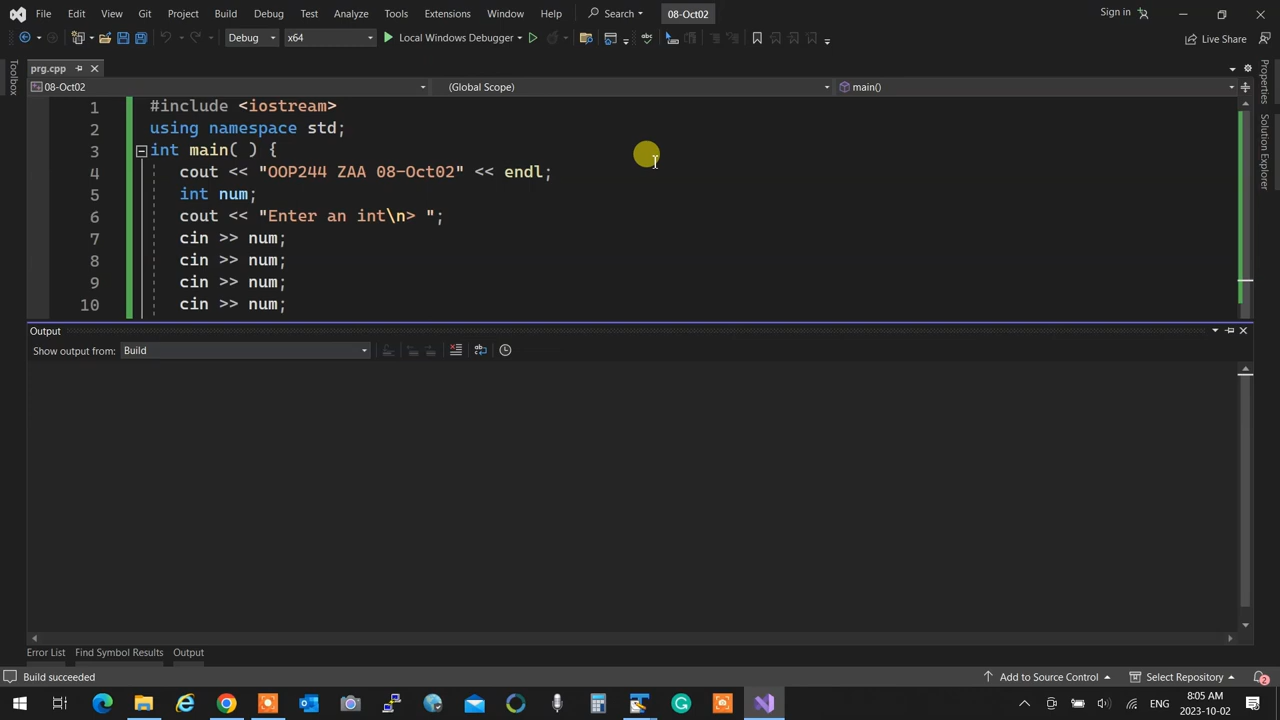 File Edit View Git Project Build Debug Test Analyze Tools Extensions Window Help Search 08-Oct02 Sign in
Debug x64 Local Windows Debugger Live Share
Toolbox
prg.cpp
08-Oct02 (Global Scope) main()
1 #include <iostream>
2 using namespace std;
3 int main( ) {
4 cout << "OOP244 ZAA 08-Oct02" << endl;
5 int num;
6 cout << "Enter an int\n> ";
7 cin >> num;
8 cin >> num;
9 cin >> num;
10 cin >> num;
Properties
Solution Explorer
Output
Show output from: Build
Error List Find Symbol Results Output
Build succeeded Add to Source Control Select Repository 2
8:05 AM
ENG
2023-10-02